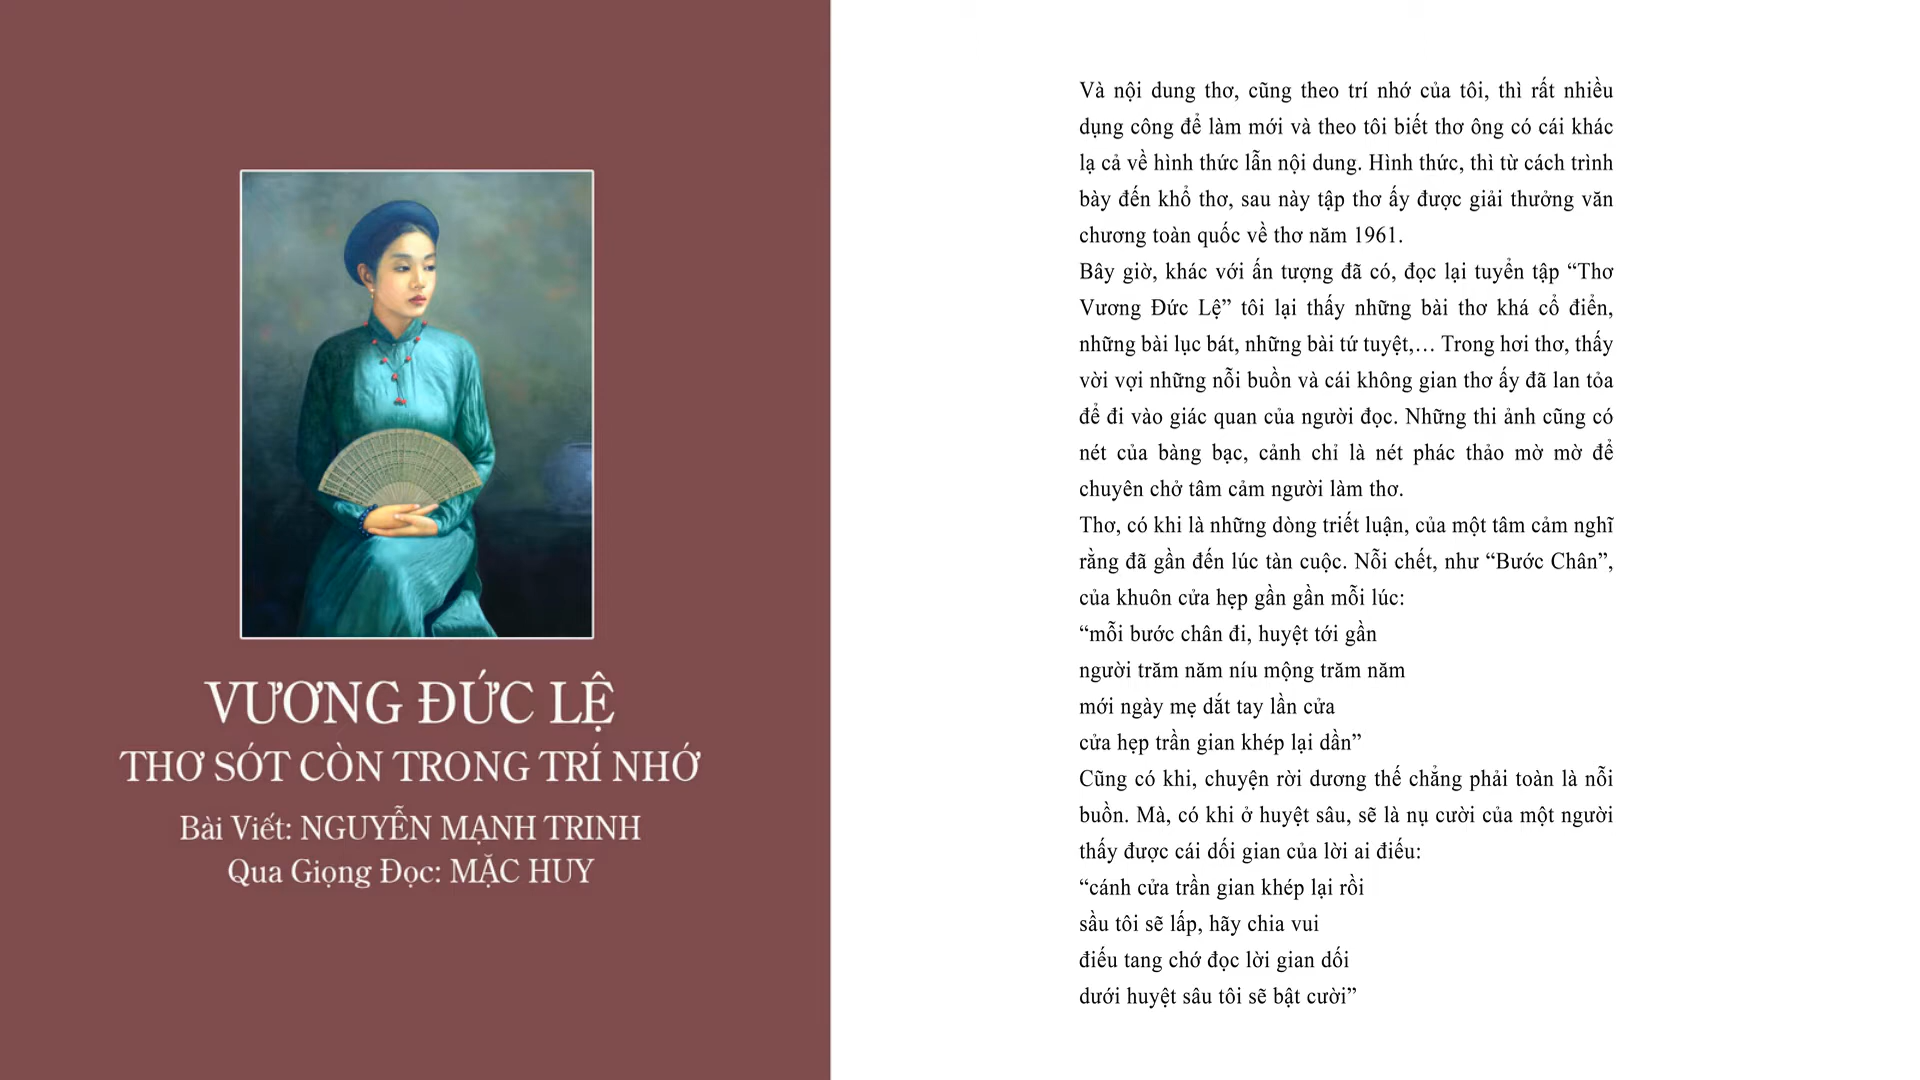 VƯƠNG ĐỨC LỆ
THƠ SÓT CÒN TRONG TRÍ NHỚ
Bài Viết: NGUYỄN MẠNH TRINH
Qua Giọng Đọc: MẶC HUY
Và nội dung thơ, cũng theo trí nhớ của tôi, thì rất nhiều
dụng công để làm mới và theo tôi biết thơ ông có cái khác
lạ cả về hình thức lẫn nội dung. Hình thức, thì từ cách trình
bày đến khổ thơ, sau này tập thơ ấy được giải thưởng văn
chương toàn quốc về thơ năm 1961.
Bây giờ, khác với ấn tượng đã có, đọc lại tuyển tập “Thơ
Vương Đức Lệ” tôi lại thấy những bài thơ khá cổ điển,
những bài lục bát, những bài tứ tuyệt,… Trong hơi thơ, thấy
vời vợi những nỗi buồn và cái không gian thơ ấy đã lan tỏa
để đi vào giác quan của người đọc. Những thi ảnh cũng có
nét của bàng bạc, cảnh chỉ là nét phác thảo mờ mờ để
chuyên chở tâm cảm người làm thơ.
Thơ, có khi là những dòng triết luận, của một tâm cảm nghĩ
rằng đã gần đến lúc tàn cuộc. Nỗi chết, như “Bước Chân”,
của khuôn cửa hẹp gần gần mỗi lúc:
“mỗi bước chân đi, huyệt tới gần
người trăm năm níu mộng trăm năm
mới ngày mẹ dắt tay lần cửa
cửa hẹp trần gian khép lại dần”
Cũng có khi, chuyện rời dương thế chẳng phải toàn là nỗi
buồn. Mà, có khi ở huyệt sâu, sẽ là nụ cười của một người
thấy được cái dối gian của lời ai điếu:
“cánh cửa trần gian khép lại rồi
sầu tôi sẽ lấp, hãy chia vui
điếu tang chớ đọc lời gian dối
dưới huyệt sâu tôi sẽ bật cười”